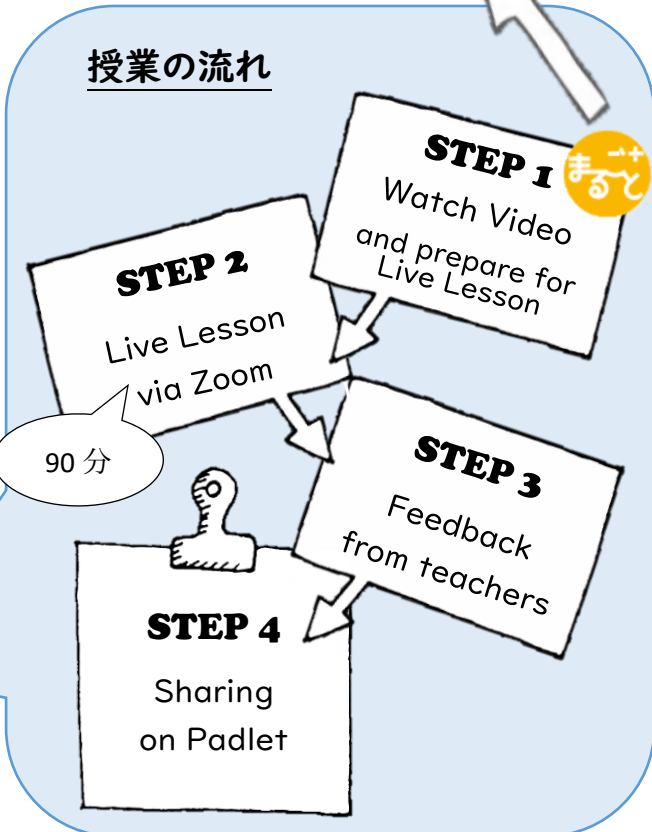 授業の流れ
STEP 1
Watch Video
and prepare for
Live Lesson
まるごと
+
STEP 2
Live Lesson
via Zoom
90 分
STEP 3
Feedback
from teachers
STEP 4
Sharing
on Padlet